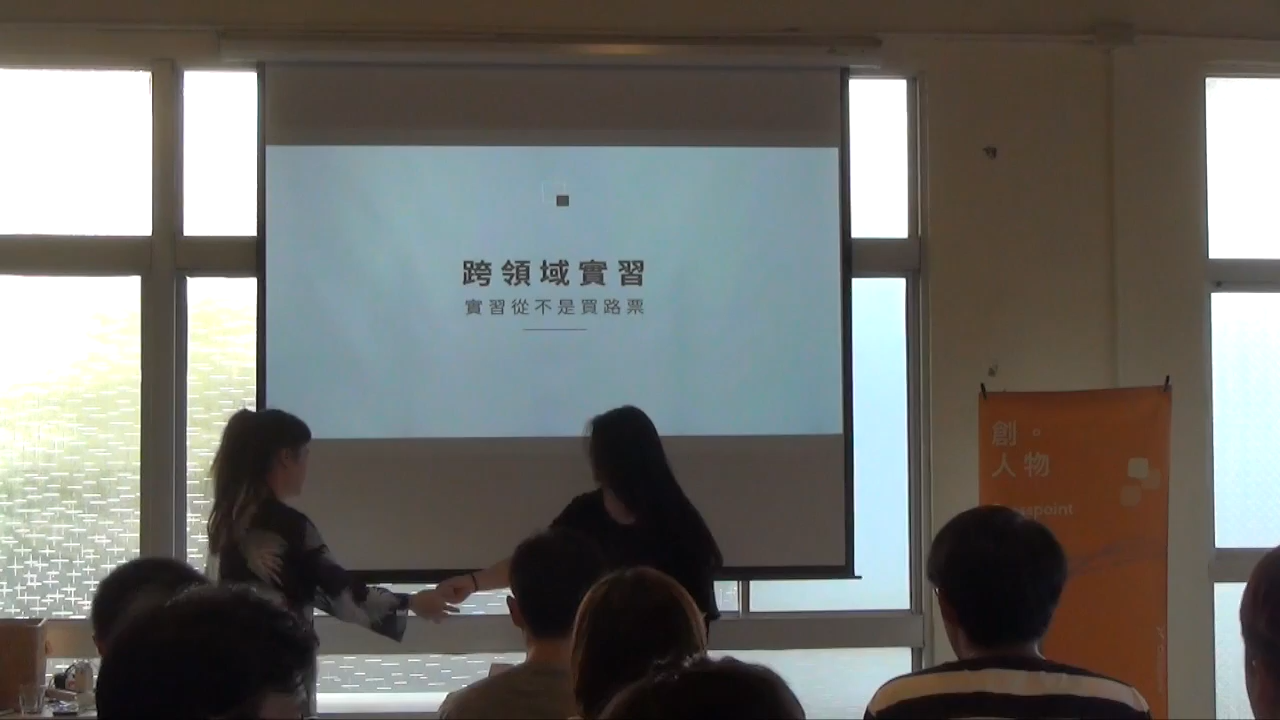 跨領域實習
實習從不是買路票
創。
人物